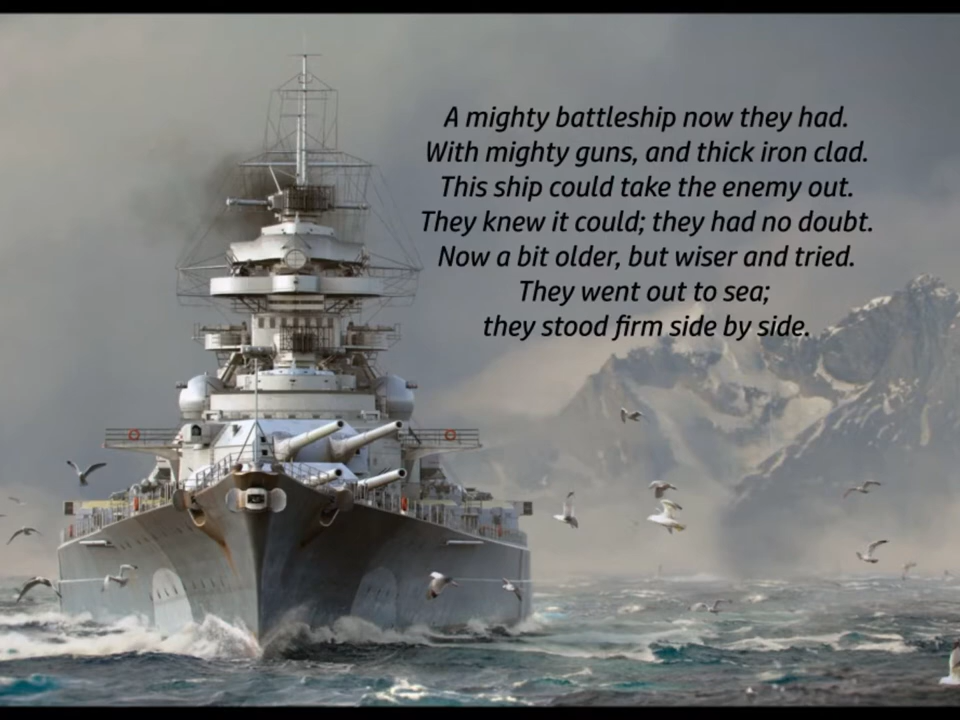 A mighty battleship now they had.
With mighty guns, and thick iron clad.
This ship could take the enemy out.
They knew it could; they had no doubt.
Now a bit older, but wiser and tried.
They went out to sea;
they stood firm side by side.